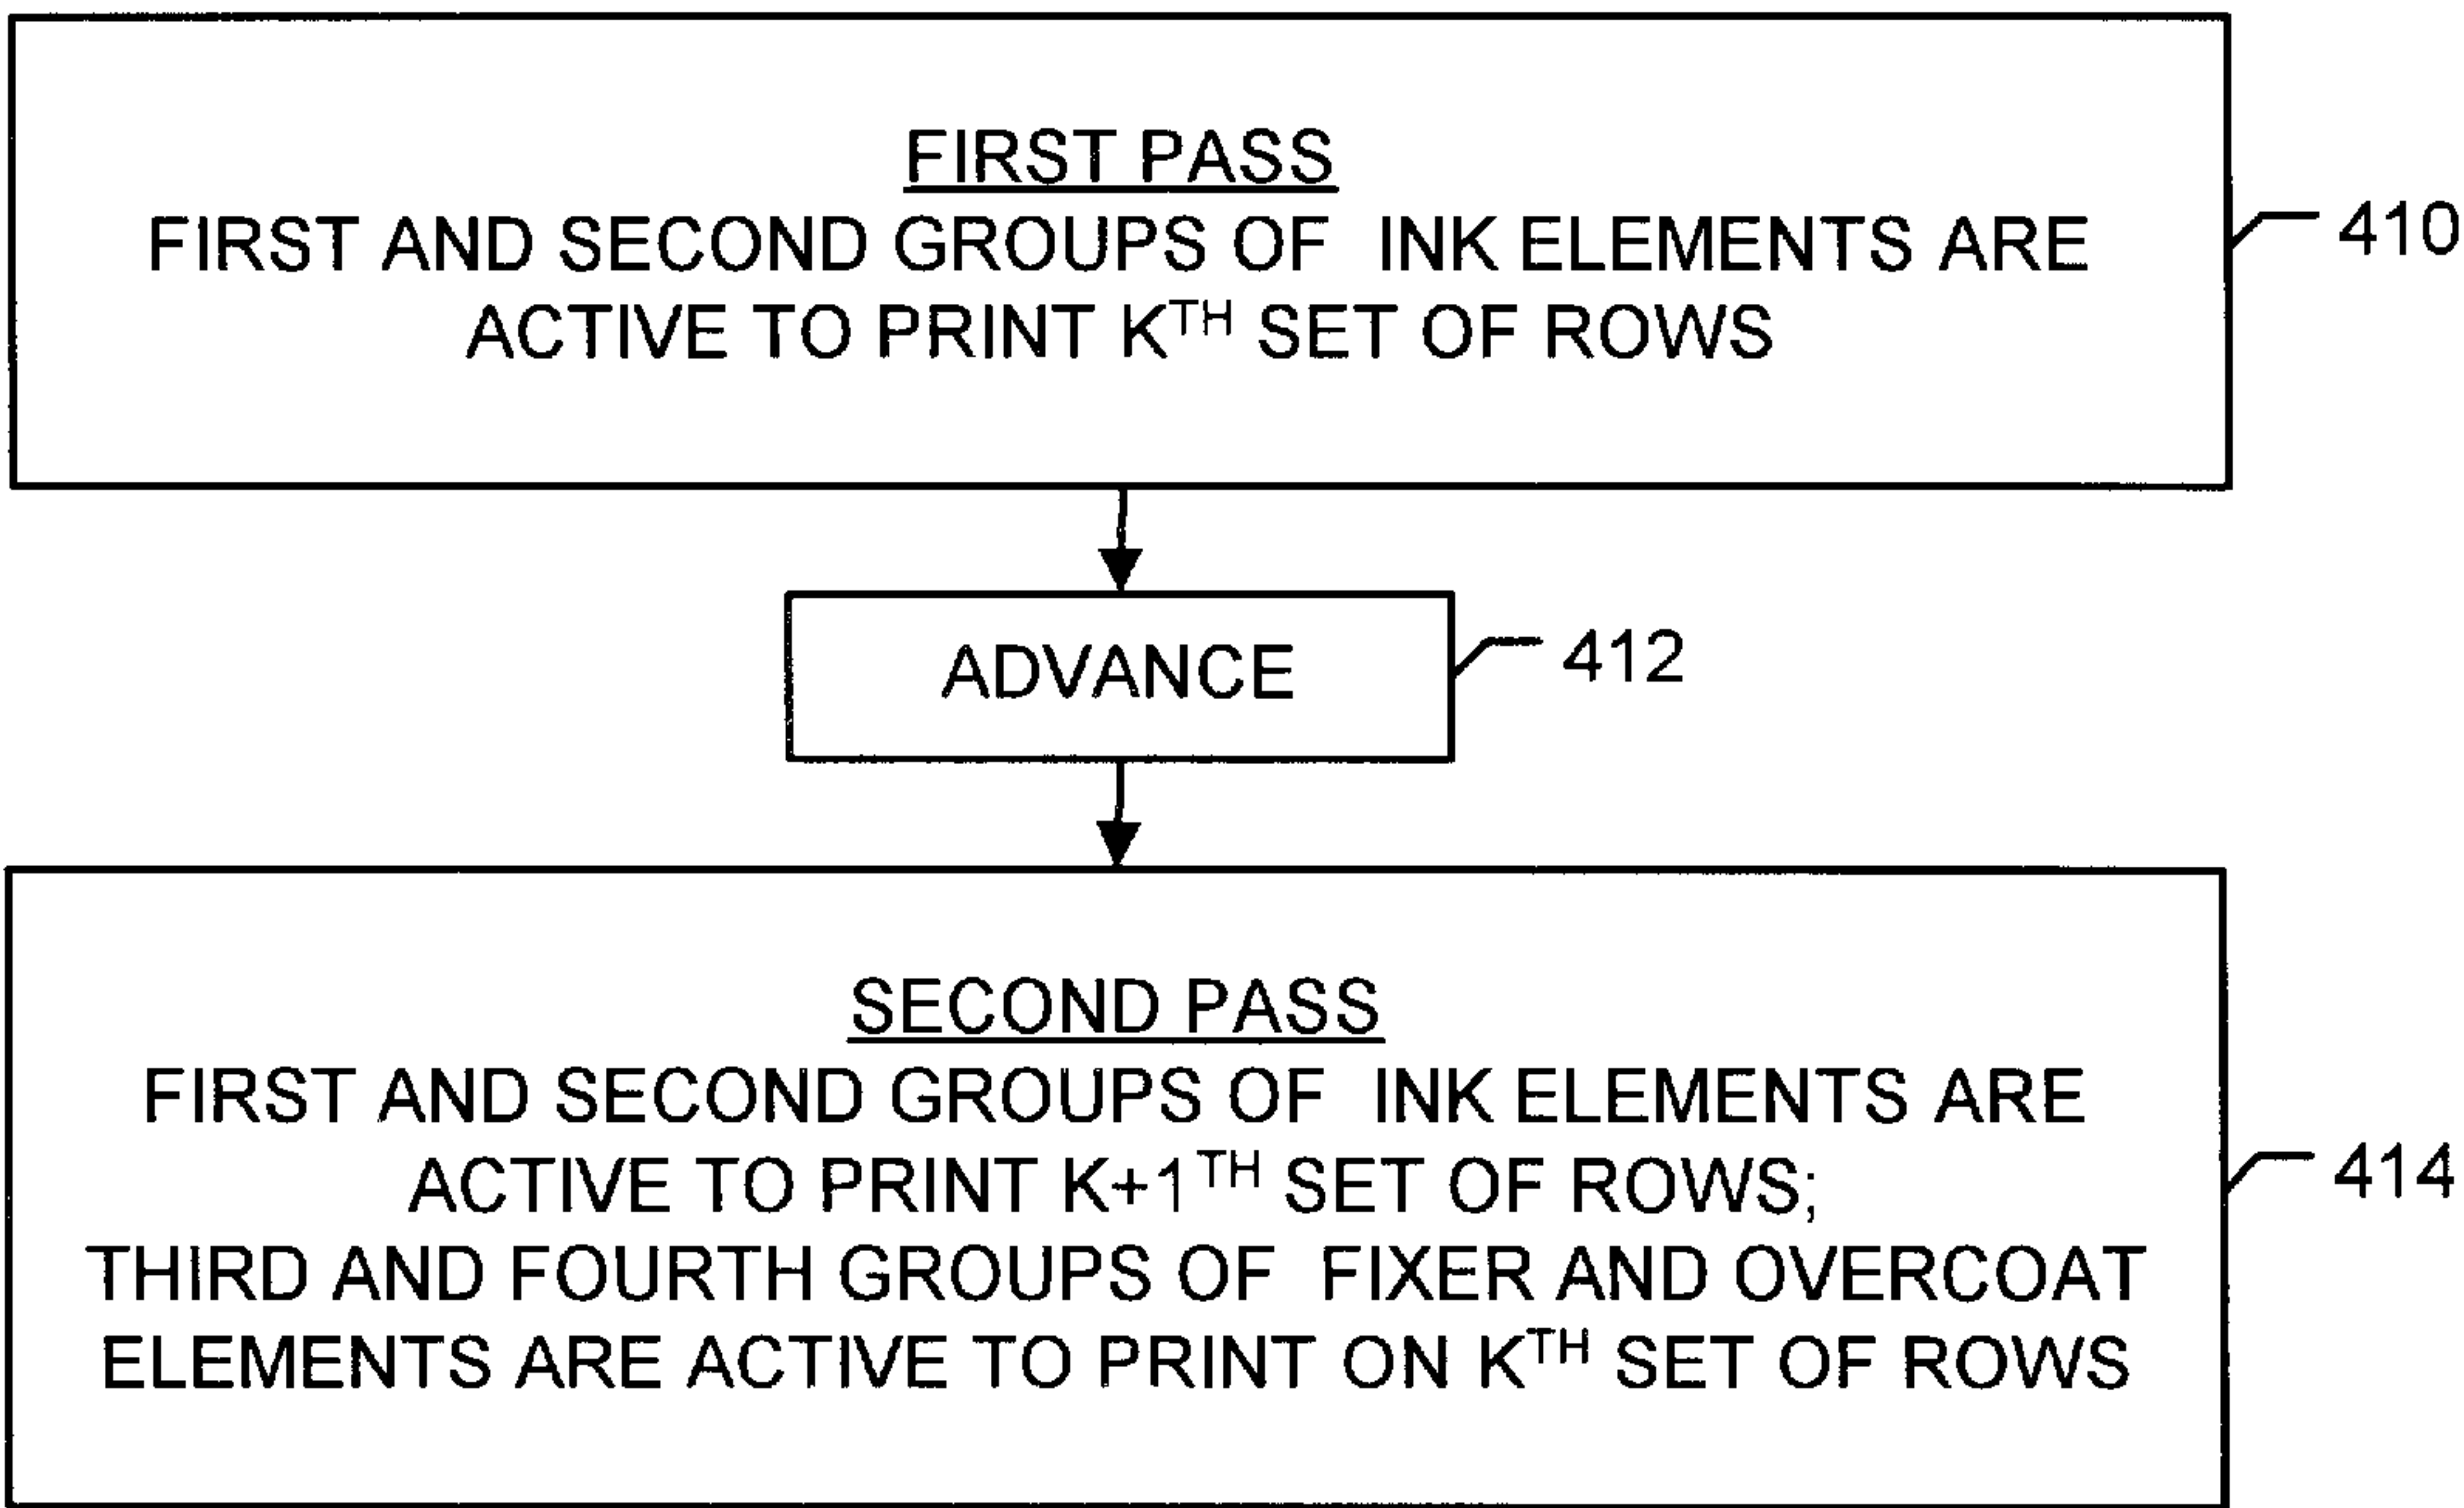 FIRST PASS
FIRST AND SECOND GROUPS OF INK ELEMENTS ARE
ACTIVE TO PRINT Kᵀᴴ SET OF ROWS
410
ADVANCE
412
SECOND PASS
FIRST AND SECOND GROUPS OF INK ELEMENTS ARE
ACTIVE TO PRINT K+1ᵀᴴ SET OF ROWS;
THIRD AND FOURTH GROUPS OF FIXER AND OVERCOAT
ELEMENTS ARE ACTIVE TO PRINT ON Kᵀᴴ SET OF ROWS
414